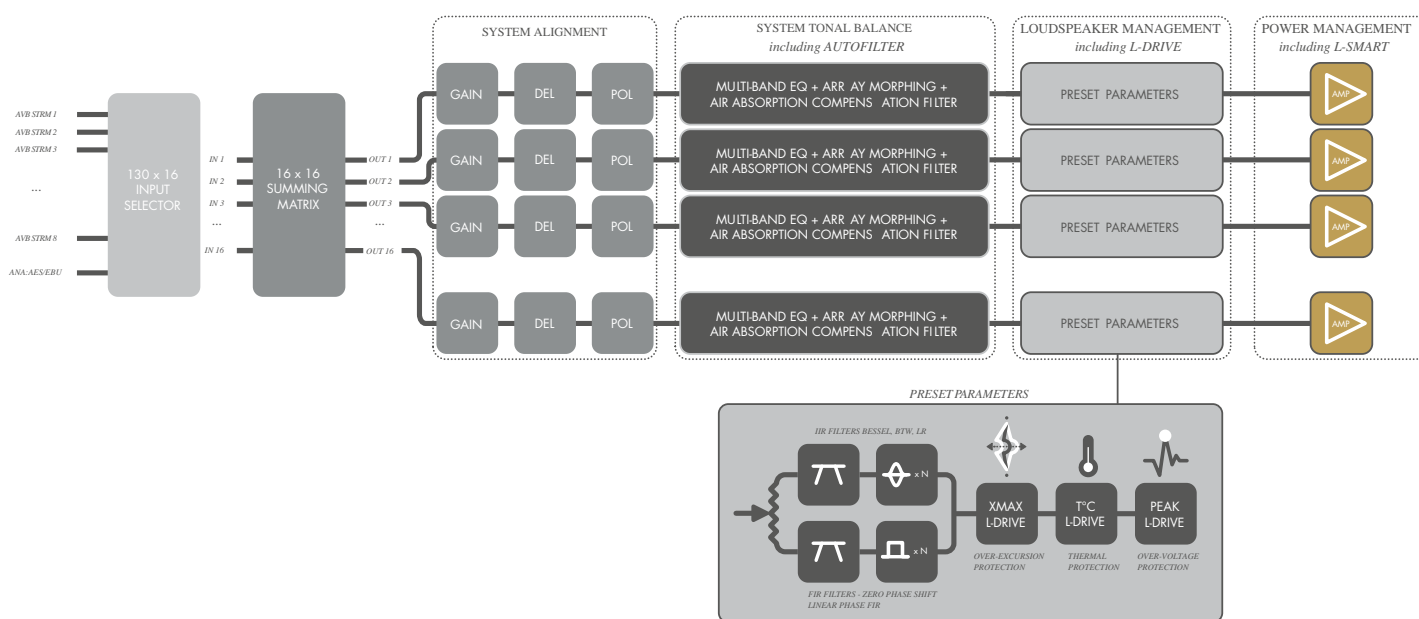 SYSTEM ALIGNMENT
SYSTEM TONAL BALANCE
including AUTOFILTER
LOUDSPEAKER MANAGEMENT
including L-DRIVE
POWER MANAGEMENT
including L-SMART
AVB STRM 1
AVB STRM 2
AVB STRM 3
...
AVB STRM 8
ANA:AES/EBU
130 x 16
INPUT
SELECTOR
IN 1
IN 2
IN 3
...
IN 16
16 x 16
SUMMING
MATRIX
OUT 1
OUT 2
OUT 3
...
OUT 16
GAIN
DEL
POL
MULTI-BAND EQ + ARR AY MORPHING +
AIR ABSORPTION COMPENS ATION FILTER
PRESET PARAMETERS
AMP
GAIN
DEL
POL
MULTI-BAND EQ + ARR AY MORPHING +
AIR ABSORPTION COMPENS ATION FILTER
PRESET PARAMETERS
AMP
GAIN
DEL
POL
MULTI-BAND EQ + ARR AY MORPHING +
AIR ABSORPTION COMPENS ATION FILTER
PRESET PARAMETERS
AMP
GAIN
DEL
POL
MULTI-BAND EQ + ARR AY MORPHING +
AIR ABSORPTION COMPENS ATION FILTER
PRESET PARAMETERS
AMP
PRESET PARAMETERS
IIR FILTERS BESSEL, BTW, LR
x N
x N
FIR FILTERS - ZERO PHASE SHIFT
LINEAR PHASE FIR
XMAX
L-DRIVE
OVER-EXCURSION
PROTECTION
T°C
L-DRIVE
THERMAL
PROTECTION
PEAK
L-DRIVE
OVER-VOLTAGE
PROTECTION